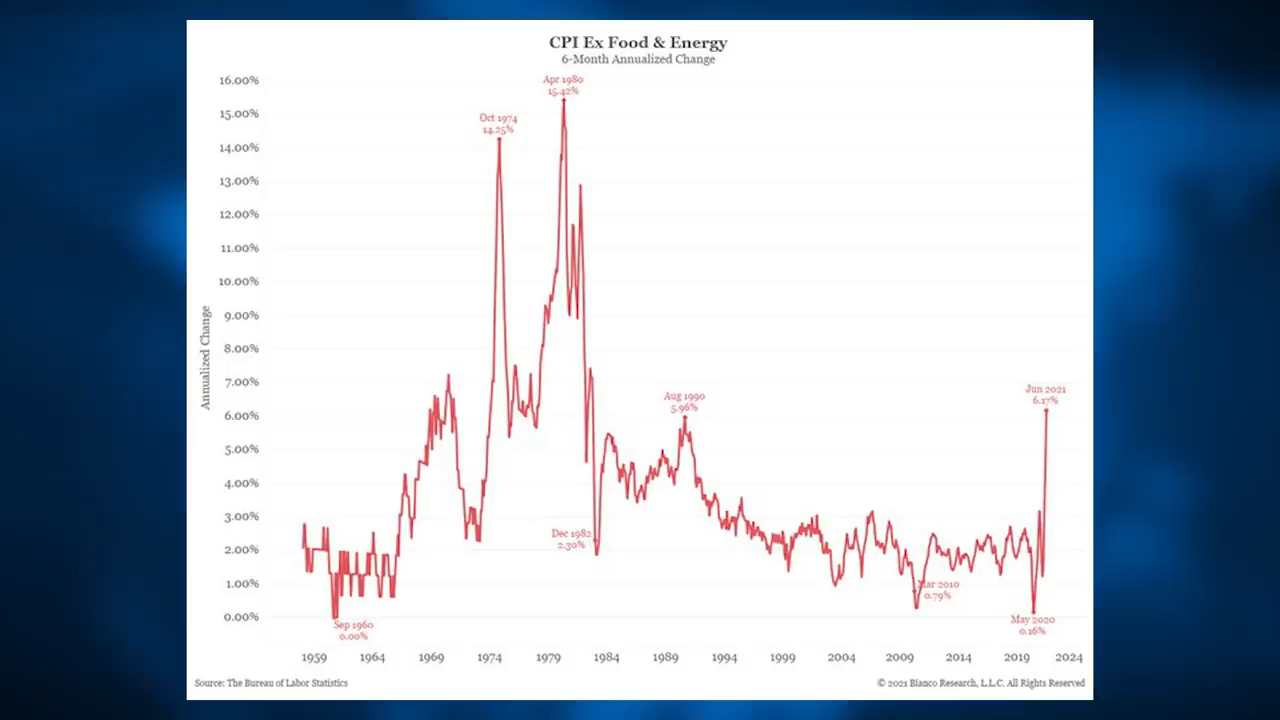 CPI Ex Food & Energy
6-Month Annualized Change
16.00%
15.00%
14.00%
13.00%
12.00%
11.00%
10.00%
9.00%
8.00%
7.00%
6.00%
5.00%
4.00%
3.00%
2.00%
1.00%
0.00%
Annualized Change
Sep 1960
0.00%
Oct 1974
14.25%
Apr 1980
15.42%
Dec 1982
2.30%
Aug 1990
5.96%
Mar 2010
0.79%
May 2020
0.16%
Jun 2021
6.17%
1959 1964 1969 1974 1979 1984 1989 1994 1999 2004 2009 2014 2019 2024
Source: The Bureau of Labor Statistics
© 2021 Bianco Research, L.L.C. All Rights Reserved